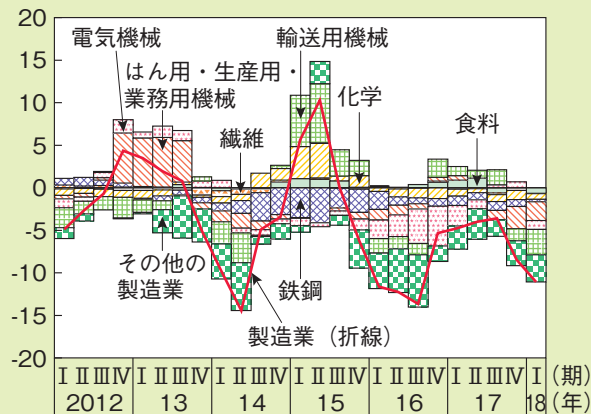 20
15
10
5
0
-5
-10
-15
-20
電気機械
輸送用機械
はん用・生産用・
業務用機械
繊維
化学
食料
その他の
製造業
鉄鋼
製造業（折線）
Ⅰ Ⅱ Ⅲ Ⅳ Ⅰ Ⅱ Ⅲ Ⅳ Ⅰ Ⅱ Ⅲ Ⅳ Ⅰ Ⅱ Ⅲ Ⅳ Ⅰ Ⅱ Ⅲ Ⅳ Ⅰ Ⅱ Ⅲ Ⅳ Ⅰ（期）
2012 13 14 15 16 17 18（年）